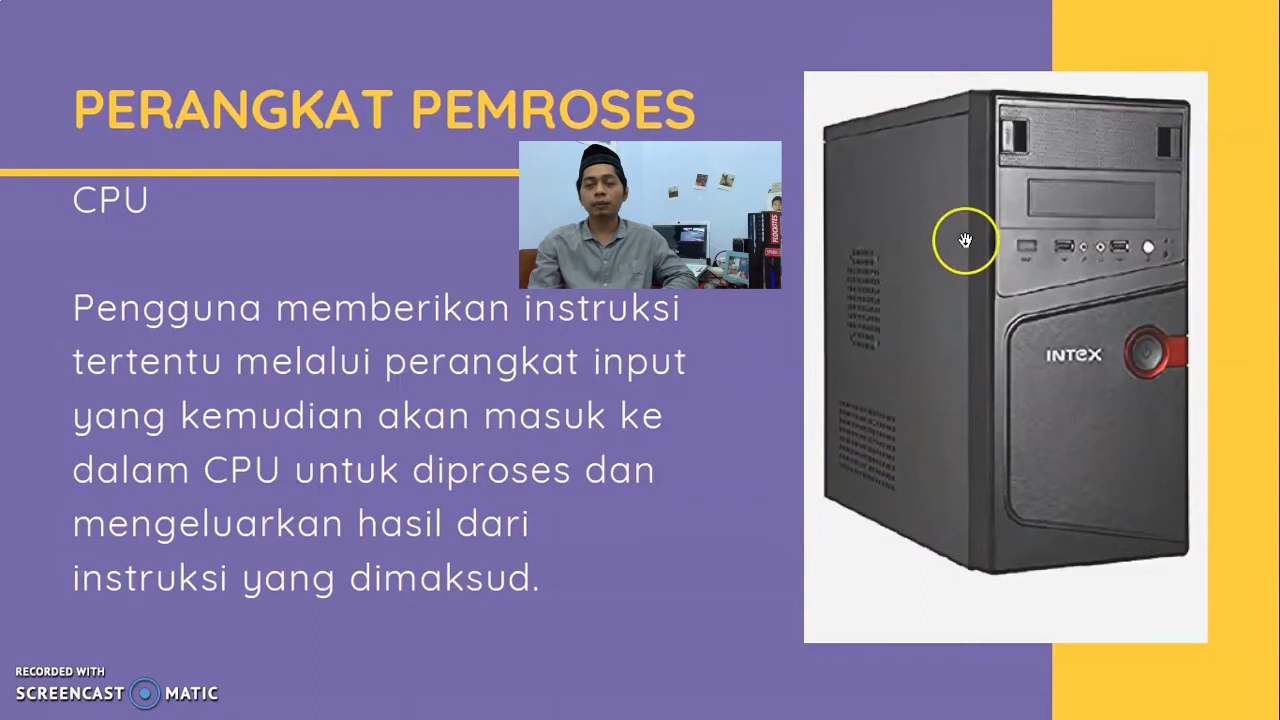 PERANGKAT PEMROSES
CPU
Pengguna memberikan instruksi
tertentu melalui perangkat input
yang kemudian akan masuk ke
dalam CPU untuk diproses dan
mengeluarkan hasil dari
instruksi yang dimaksud.
INTEX
RECORDED WITH
SCREENCAST MATIC